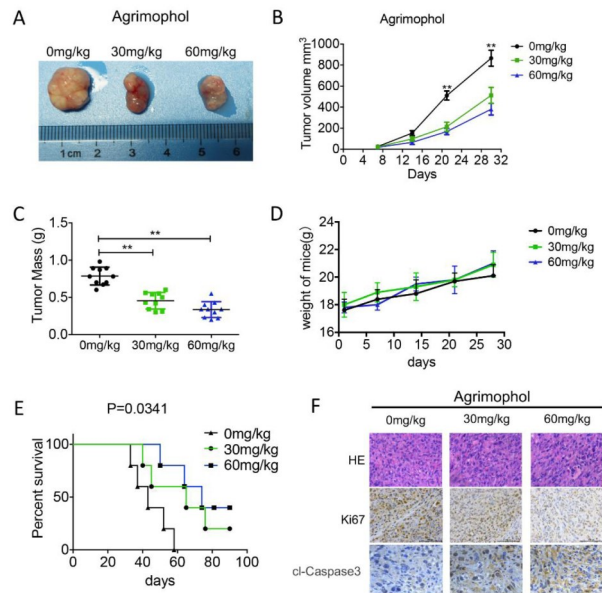 A
Agrimophol
0mg/kg 30mg/kg 60mg/kg
1cm 2 3 4 5 6
B
Agrimophol
Tumor volume mm³
1000
800
600
400
200
0
0 4 8 12 16 20 24 28 32
Days
**
**
0mg/kg
30mg/kg
60mg/kg
C
Tumor Mass (g)
1.5
1.0
0.5
0.0
**
**
0mg/kg 30mg/kg 60mg/kg
D
weight of mice(g)
24
22
20
18
16
0 5 10 15 20 25 30
days
0mg/kg
30mg/kg
60mg/kg
E
P=0.0341
Percent survival
100
80
40
0
0 20 40 60 80 100
days
0mg/kg
30mg/kg
60mg/kg
F
Agrimophol
0mg/kg 30mg/kg 60mg/kg
HE
Ki67
cl-Caspase3